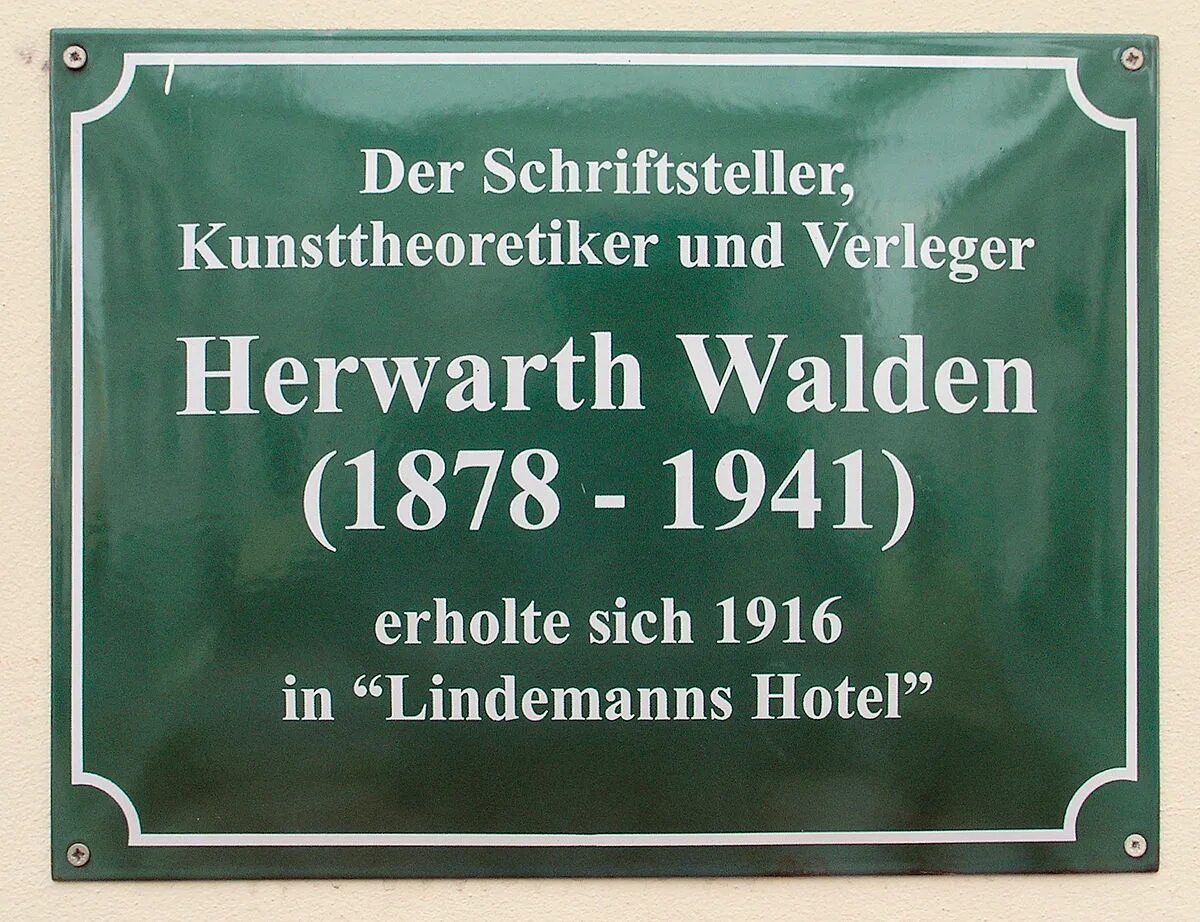 Der Schriftsteller,
Kunsttheoretiker und Verleger
Herwarth Walden
(1878 - 1941)
erholte sich 1916
in “Lindemanns Hotel”